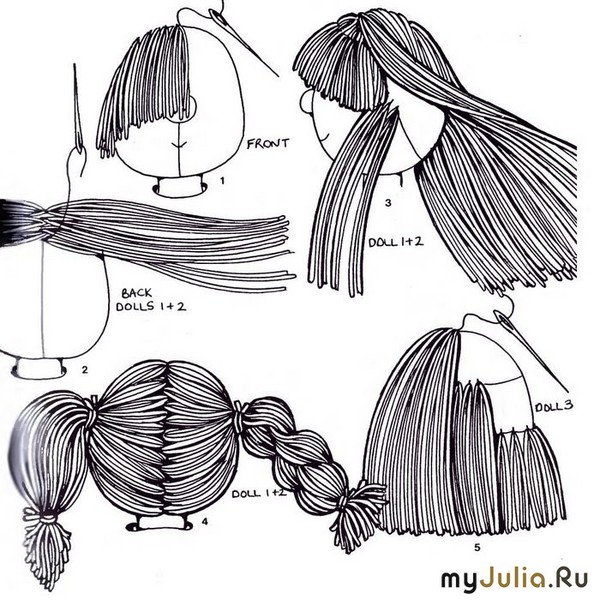 FRONT
1
3
DOLL 1+2
BACK
DOLLS 1+2
2
DOLL 3
DOLL 1+2
4
5
myJulia.Ru